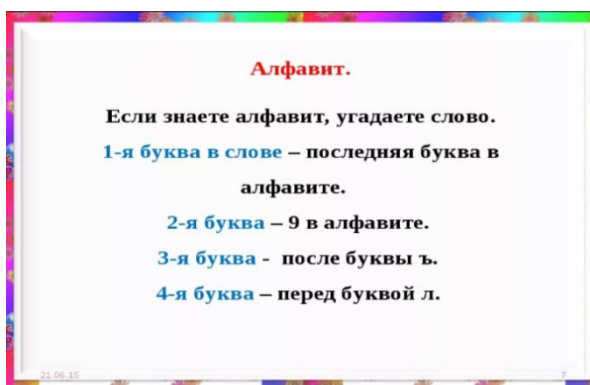 Алфавит.
Если знаете алфавит, угадаете слово.
1-я буква в слове – последняя буква в
алфавите.
2-я буква – 9 в алфавите.
3-я буква - после буквы ъ.
4-я буква – перед буквой л.
21.06.15
7